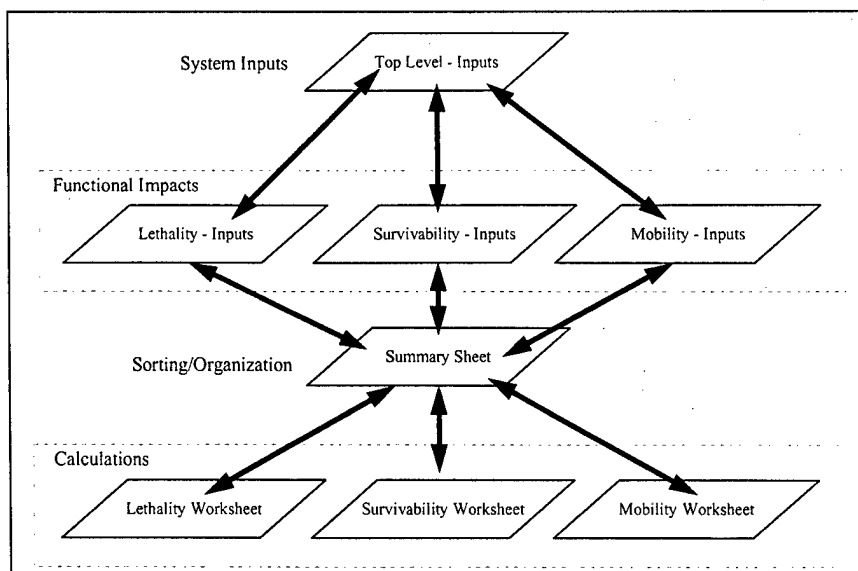 System Inputs
Top Level - Inputs
Functional Impacts
Lethality - Inputs
Survivability - Inputs
Mobility - Inputs
Sorting/Organization
Summary Sheet
Calculations
Lethality Worksheet
Survivability Worksheet
Mobility Worksheet